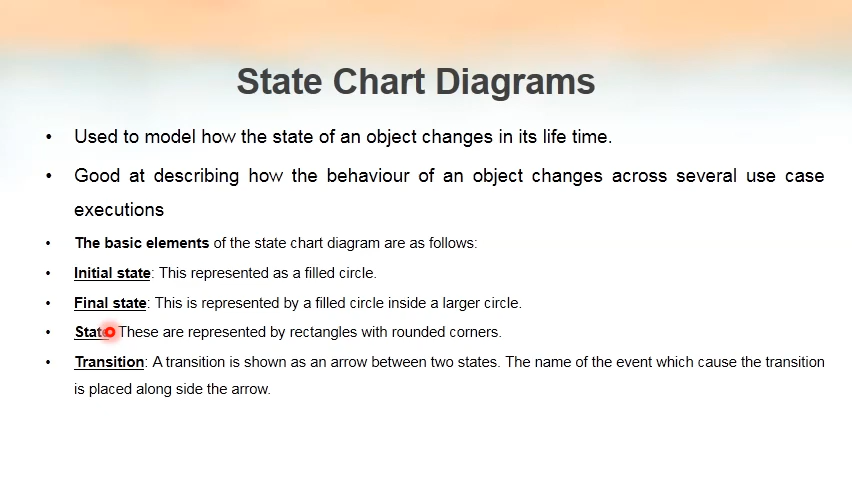 State Chart Diagrams
• Used to model how the state of an object changes in its life time.
• Good at describing how the behaviour of an object changes across several use case
executions
• The basic elements of the state chart diagram are as follows:
• Initial state: This represented as a filled circle.
• Final state: This is represented by a filled circle inside a larger circle.
• These are represented by rectangles with rounded corners.
• Transition: A transition is shown as an arrow between two states. The name of the event which cause the transition
is placed along side the arrow.